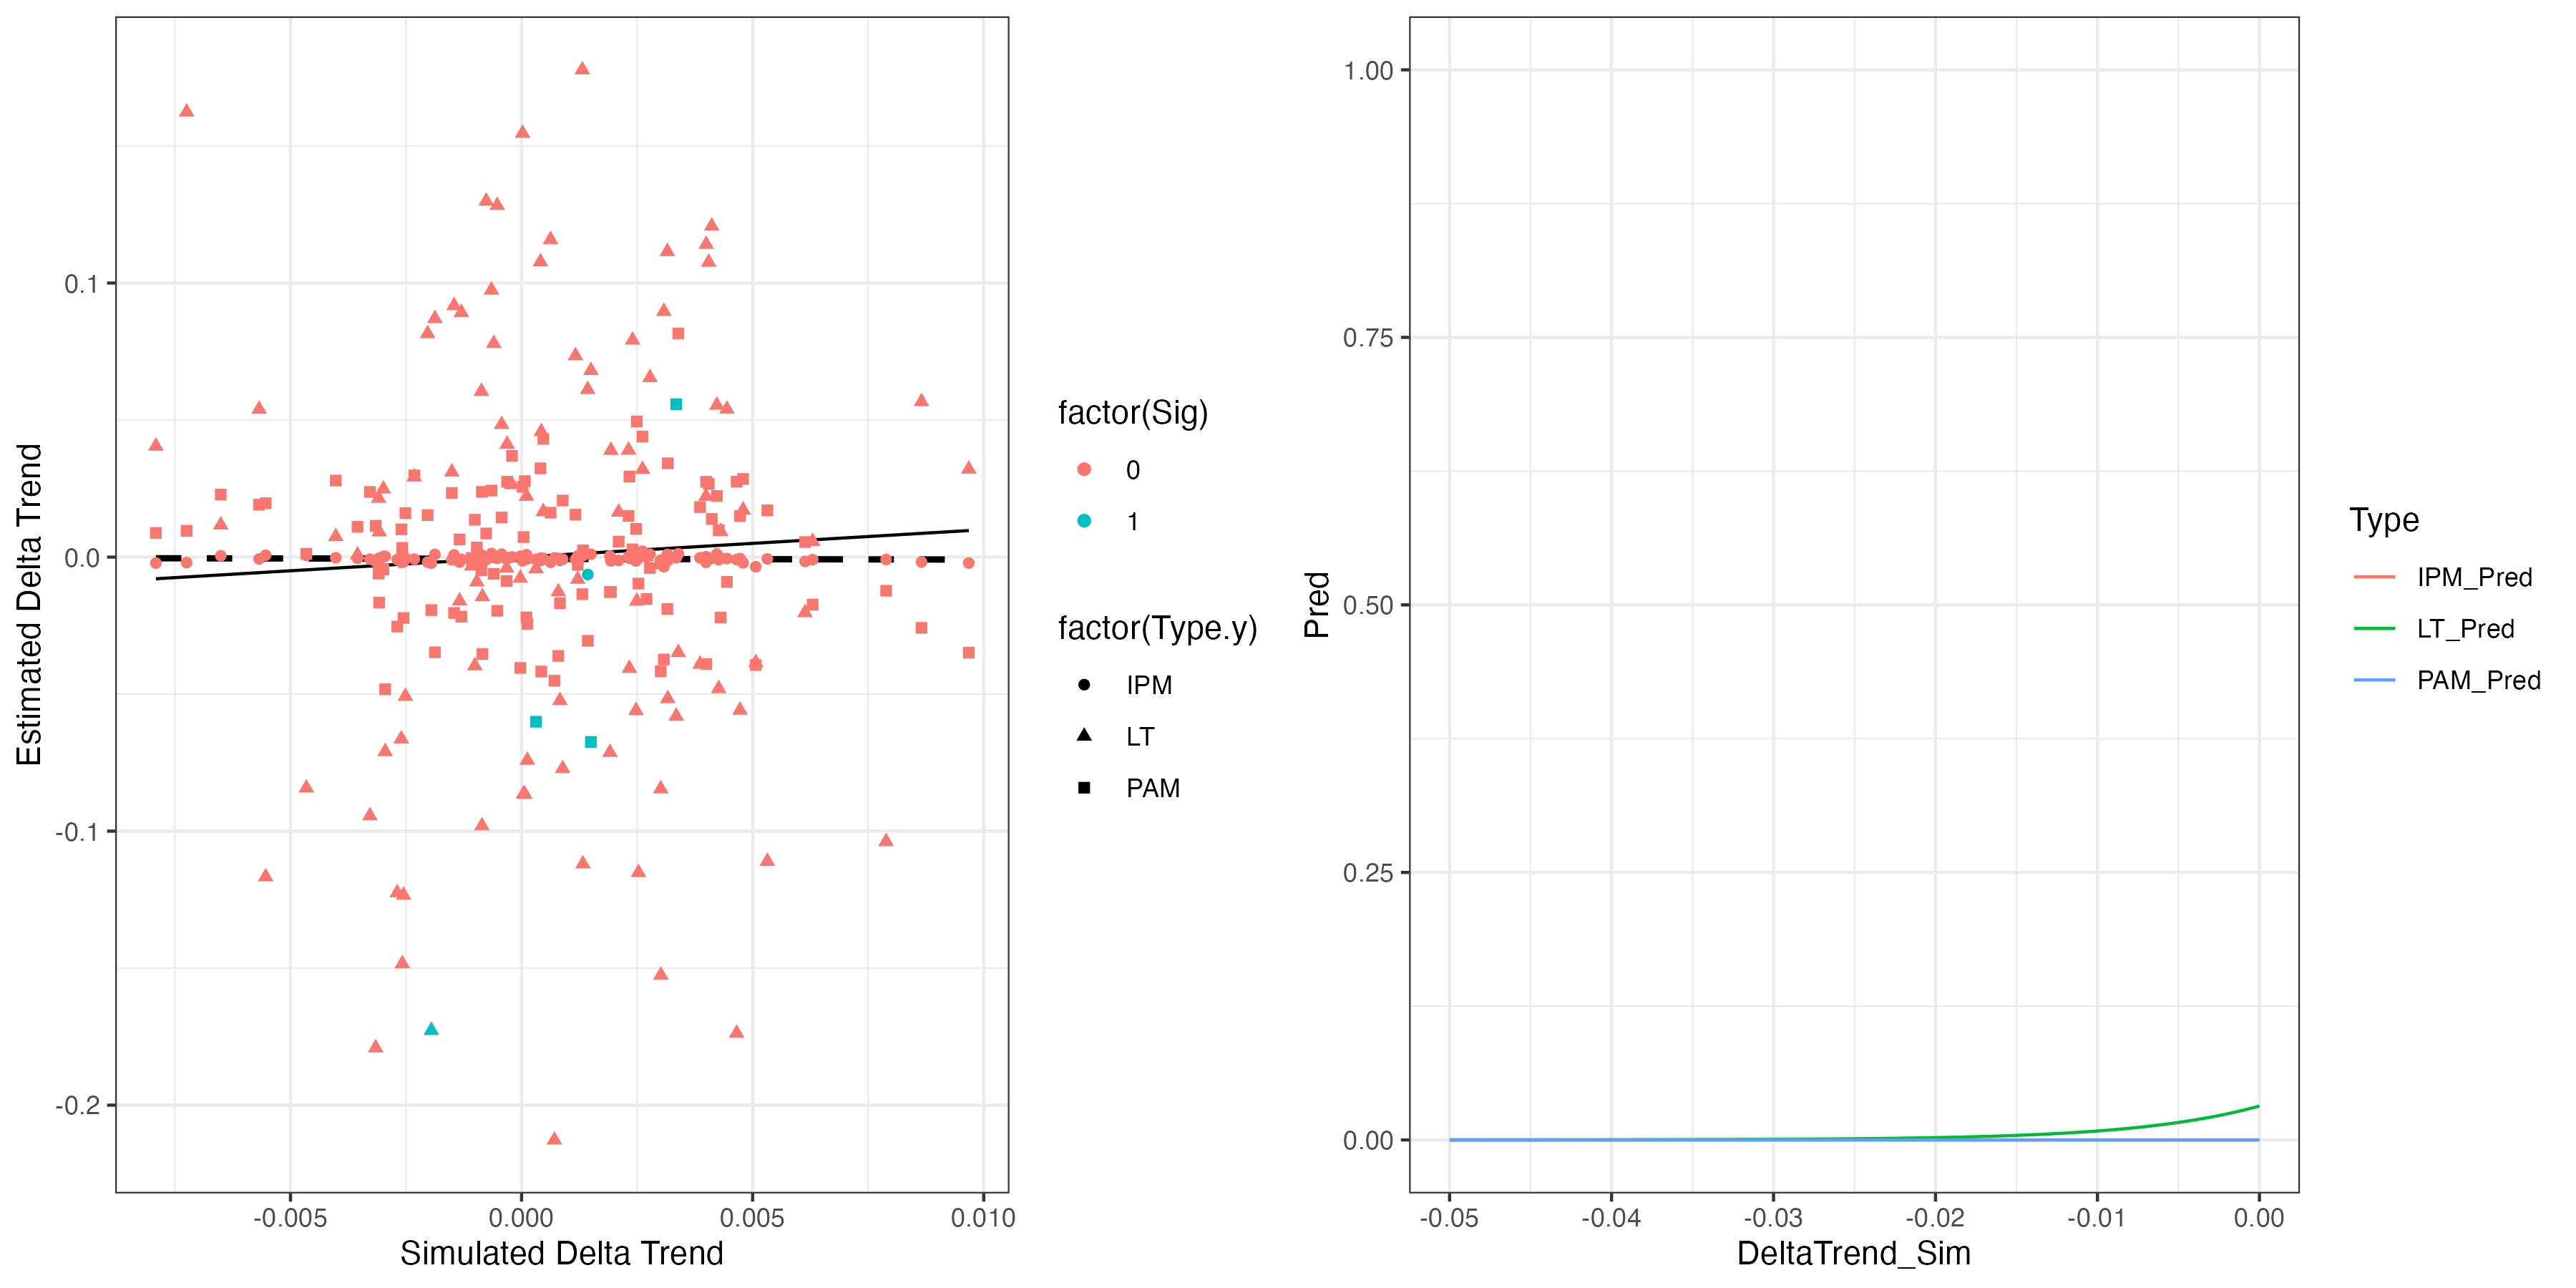 0.1
0.0
-0.1
-0.2
Estimated Delta Trend
-0.005
0.000
0.005
0.010
Simulated Delta Trend
factor(Sig)
0
1
factor(Type.y)
IPM
LT
PAM
1.00
0.75
0.50
0.25
0.00
Pred
-0.05
-0.04
-0.03
-0.02
-0.01
0.00
DeltaTrend_Sim
Type
IPM_Pred
LT_Pred
PAM_Pred